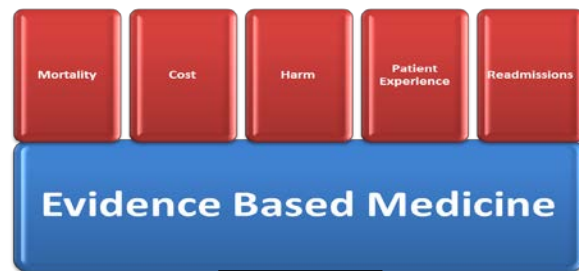 Mortality
Cost
Harm
Patient
Experience
Readmissions
Evidence Based Medicine